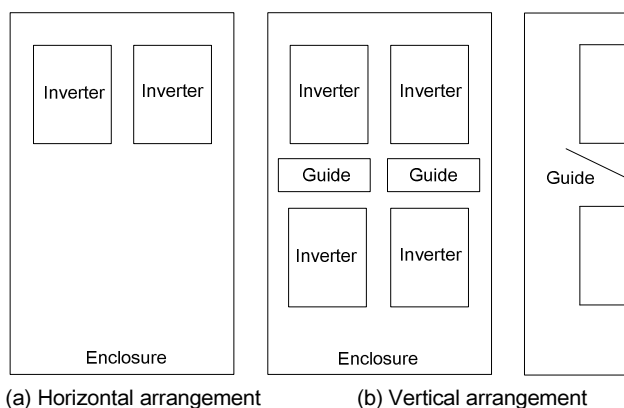 Inverter Inverter
Enclosure
(a) Horizontal arrangement
Inverter Inverter
Guide Guide
Inverter Inverter
Enclosure
Guide
(b) Vertical arrangement